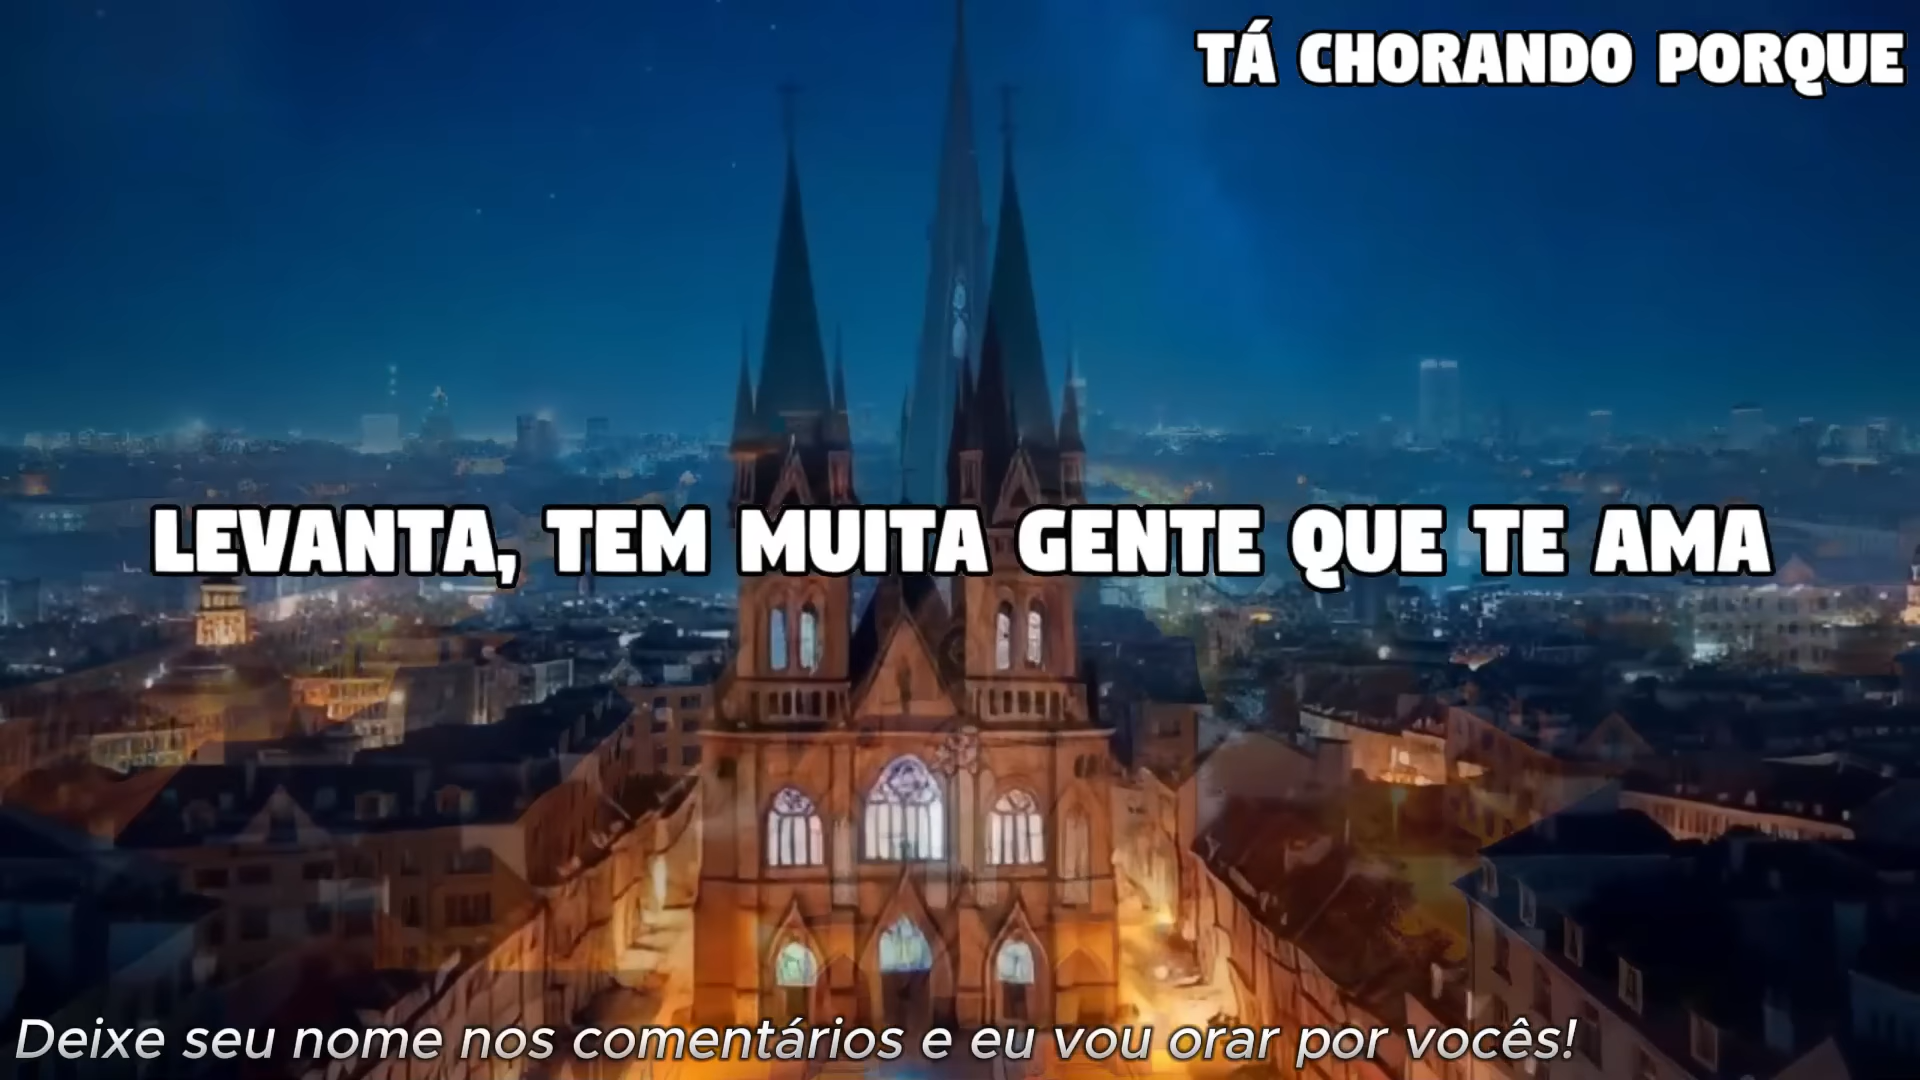 TÁ CHORANDO PORQUE
LEVANTA, TEM MUITA GENTE QUE TE AMA
Deixe seu nome nos comentários e eu vou orar por vocês!